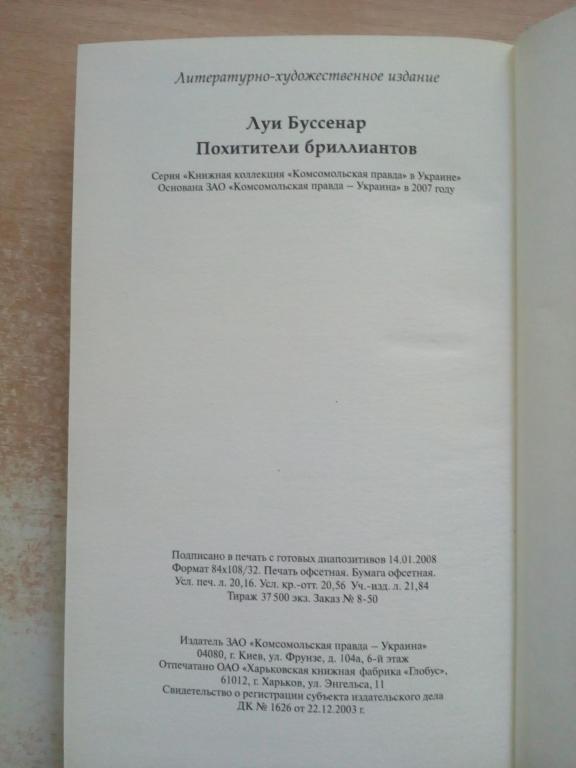 Литературно-художественное издание
Луи Буссенар
Похитители бриллиантов
Серия «Книжная коллекция «Комсомольская правда» в Украине»
Основана ЗАО «Комсомольская правда – Украина» в 2007 году
Подписано в печать с готовых диапозитивов 14.01.2008
Формат 84х108/32. Печать офсетная. Бумага офсетная.
Усл. печ. л. 20,16. Усл. кр.-отт. 20,56 Уч.-изд. л. 21,84
Тираж 37 500 экз. Заказ № 8-50
Издатель ЗАО «Комсомольская правда – Украина»
04080, г. Киев, ул. Фрунзе, д. 104а, 6-й этаж
Отпечатано ОАО «Харьковская книжная фабрика «Глобус»,
61012, г. Харьков, ул. Энгельса, 11
Свидетельство о регистрации субъекта издательского дела
ДК № 1626 от 22.12.2003 г.